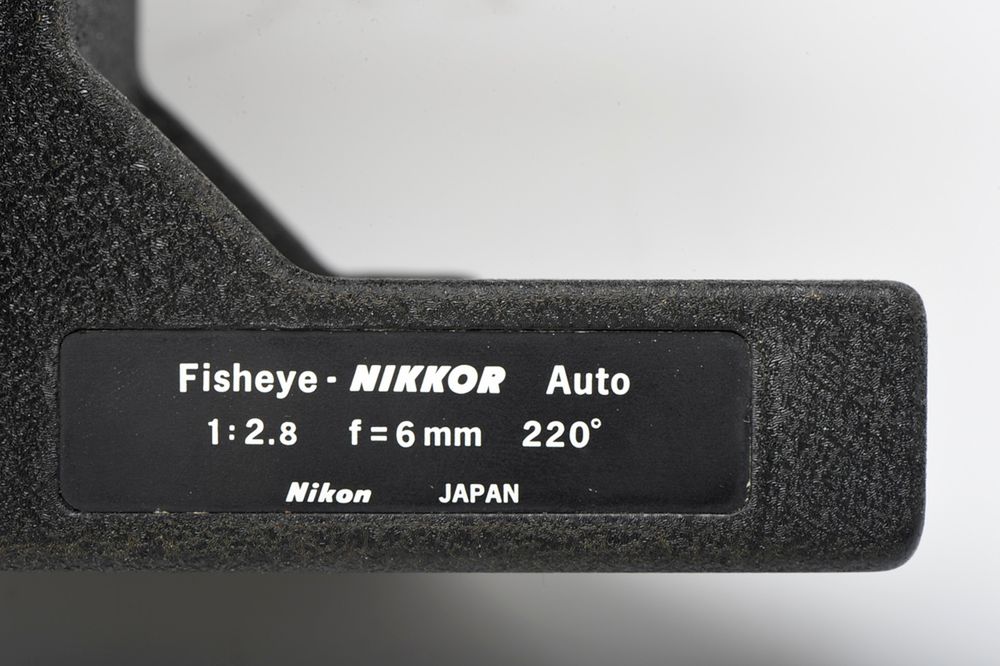 Fisheye - NIKKOR Auto
1:2.8 f=6mm 220°
Nikon JAPAN